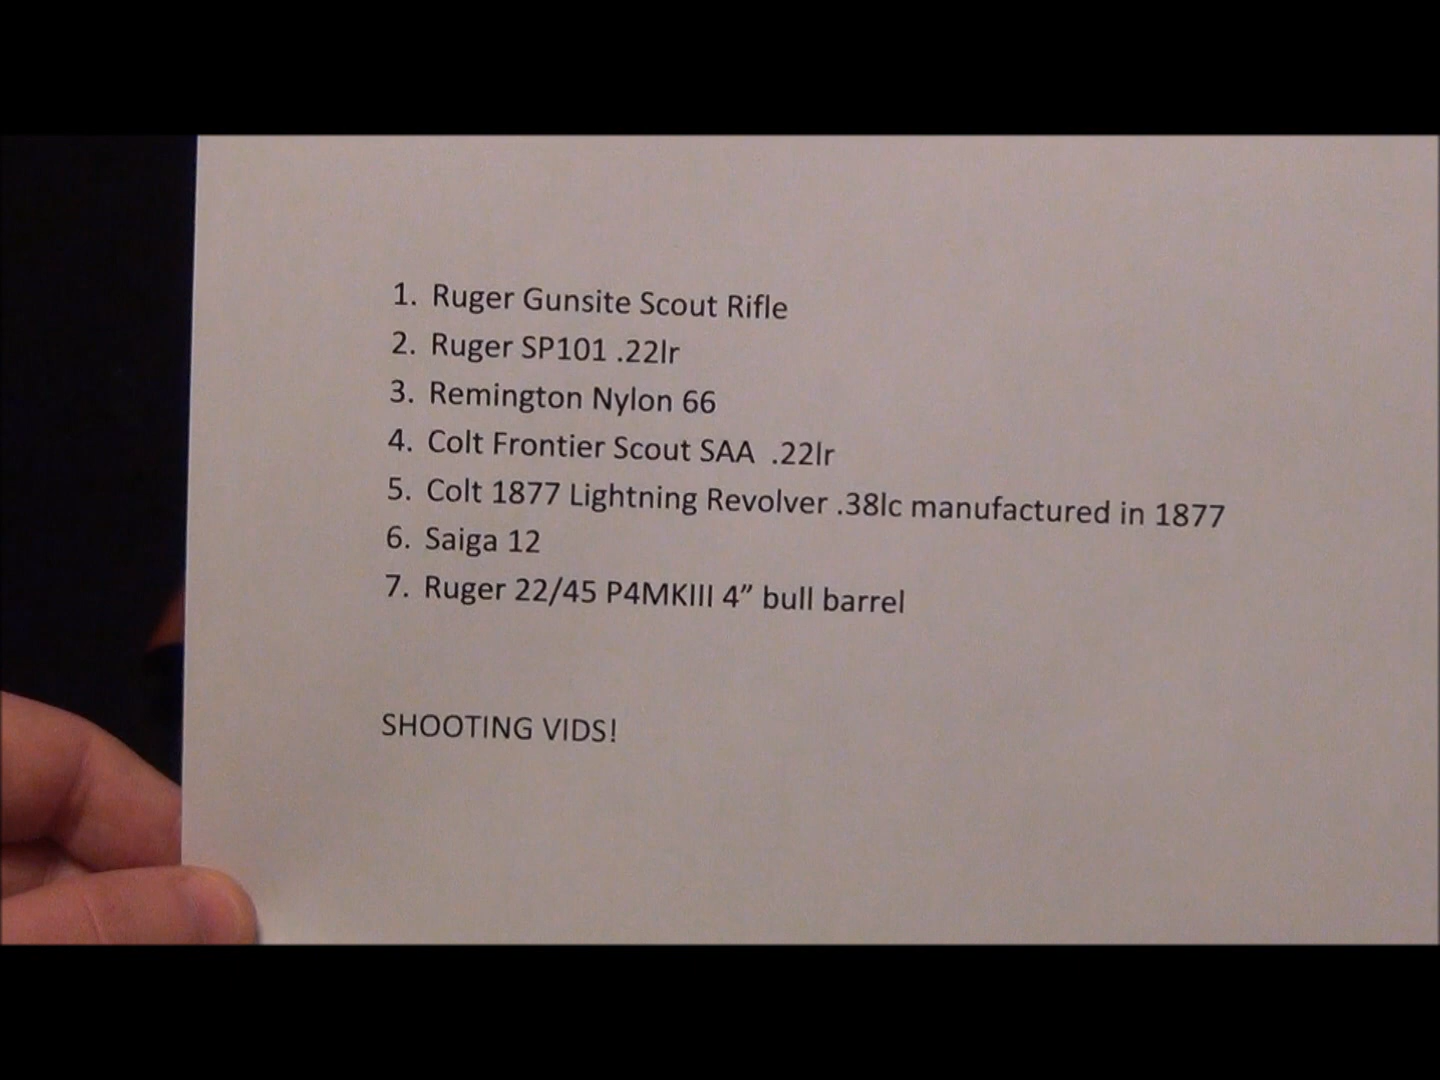 1. Ruger Gunsite Scout Rifle
2. Ruger SP101 .22lr
3. Remington Nylon 66
4. Colt Frontier Scout SAA  .22lr
5. Colt 1877 Lightning Revolver .38lc manufactured in 1877
6. Saiga 12
7. Ruger 22/45 P4MKIII 4” bull barrel
SHOOTING VIDS!